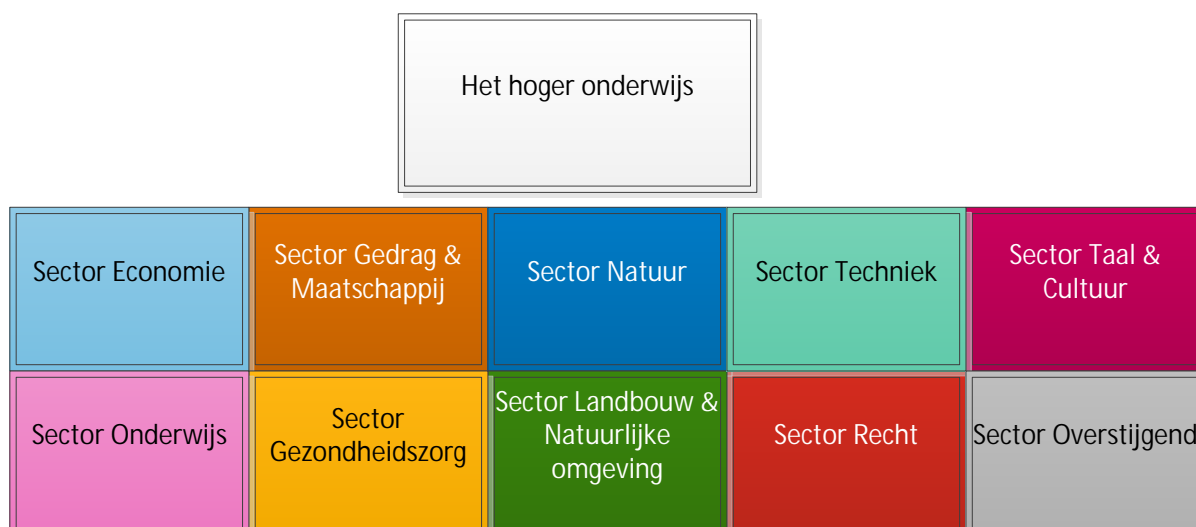 Het hoger onderwijs
Sector Economie
Sector Gedrag &
Maatschappij
Sector Natuur
Sector Techniek
Sector Taal &
Cultuur
Sector Onderwijs
Sector
Gezondheidszorg
Sector Landbouw &
Natuurlijke
omgeving
Sector Recht
Sector Overstijgend